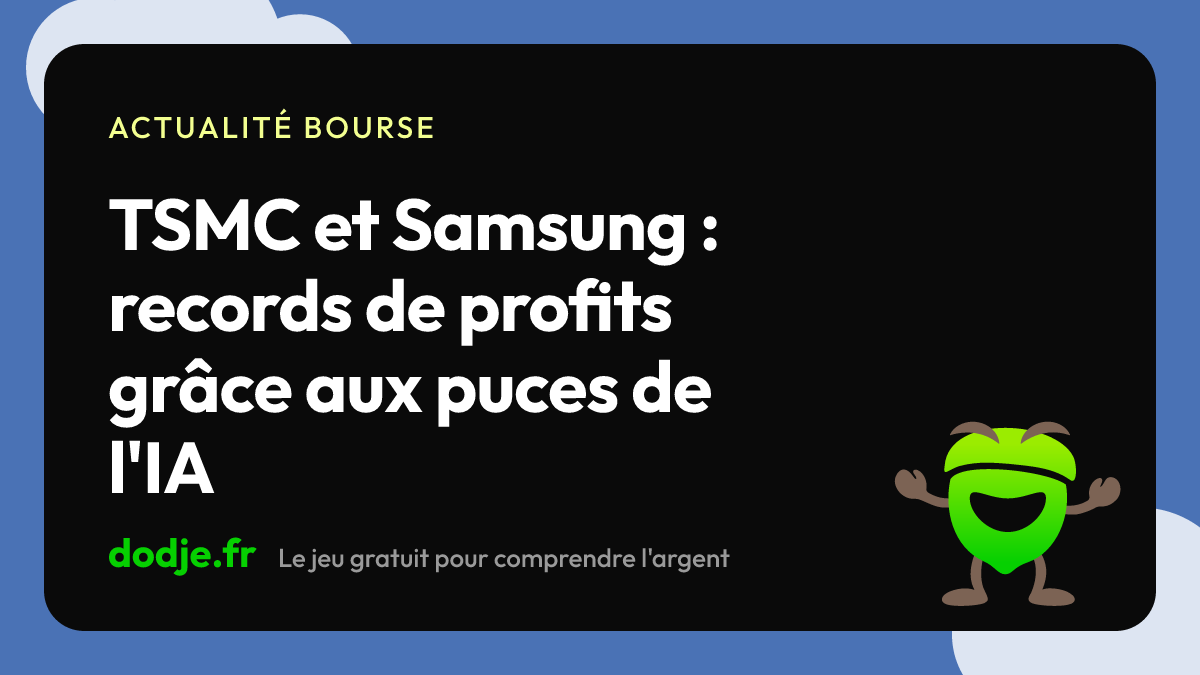 ACTUALITÉ BOURSE
TSMC et Samsung :
records de profits
grâce aux puces de
l'IA
dodje.fr Le jeu gratuit pour comprendre l'argent